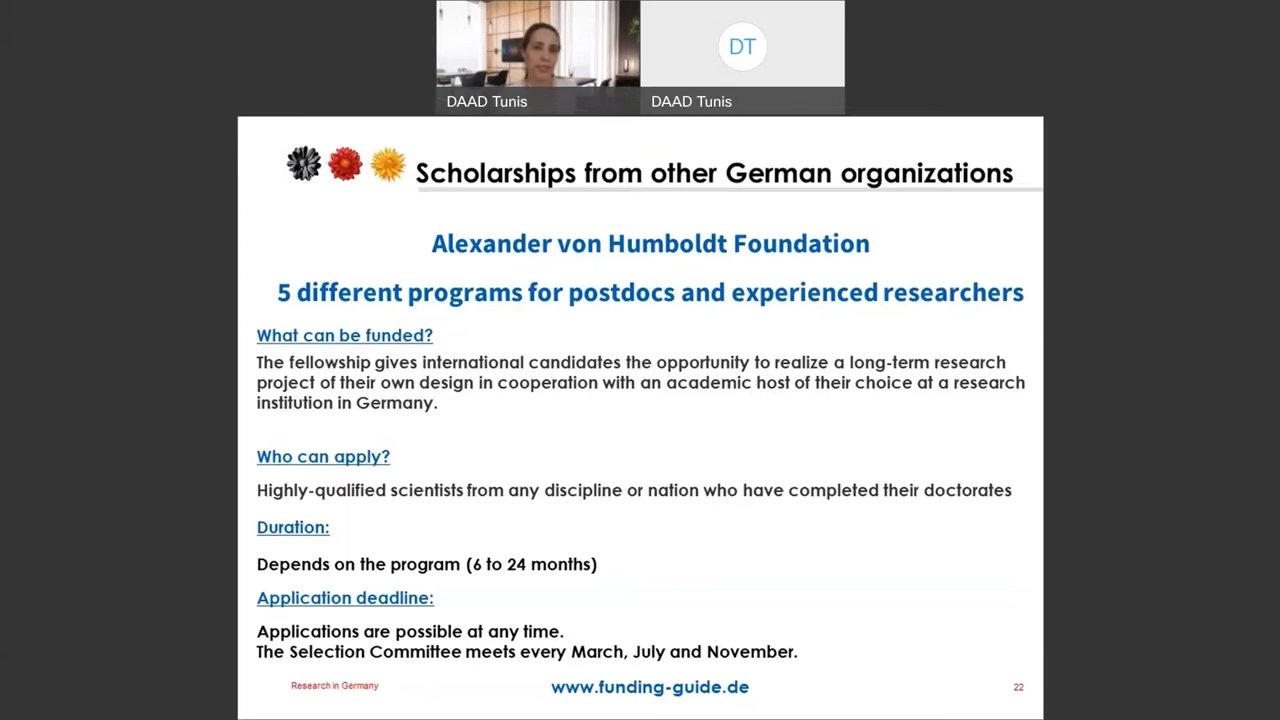 DT
DAAD Tunis
DAAD Tunis
Scholarships from other German organizations
Alexander von Humboldt Foundation
5 different programs for postdocs and experienced researchers
What can be funded?
The fellowship gives international candidates the opportunity to realize a long-term research
project of their own design in cooperation with an academic host of their choice at a research
institution in Germany.
Who can apply?
Highly-qualified scientists from any discipline or nation who have completed their doctorates
Duration:
Depends on the program (6 to 24 months)
Application deadline:
Applications are possible at any time.
The Selection Committee meets every March, July and November.
Research in Germany
www.funding-guide.de
22